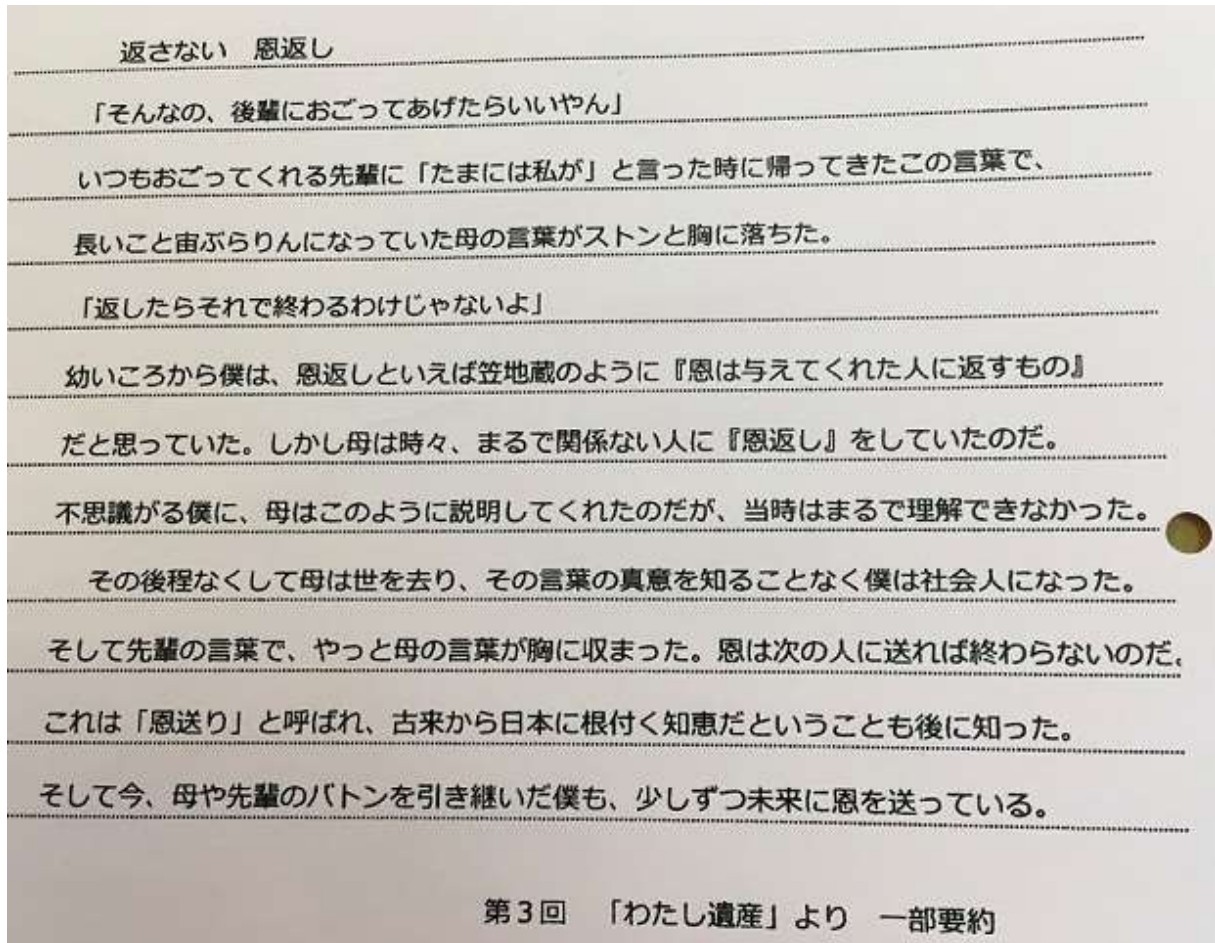 返さない　恩返し
「そんなの、後輩におごってあげたらいいやん」
いつもおごってくれる先輩に「たまには私が」と言った時に帰ってきたこの言葉で、
長いこと宙ぶらりんになっていた母の言葉がストンと胸に落ちた。
「返したらそれで終わるわけじゃないよ」
幼いころから僕は、恩返しといえば笠地蔵のように『恩は与えてくれた人に返すもの』
だと思っていた。しかし母は時々、まるで関係ない人に『恩返し』をしていたのだ。
不思議がる僕に、母はこのように説明してくれたのだが、当時はまるで理解できなかった。
その後程なくして母は世を去り、その言葉の真意を知ることなく僕は社会人になった。
そして先輩の言葉で、やっと母の言葉が胸に収まった。恩は次の人に送れば終わらないのだ。
これは「恩送り」と呼ばれ、古来から日本に根付く知恵だということも後に知った。
そして今、母や先輩のバトンを引き継いだ僕も、少しずつ未来に恩を送っている。
第3回　「わたし遺産」より　一部要約